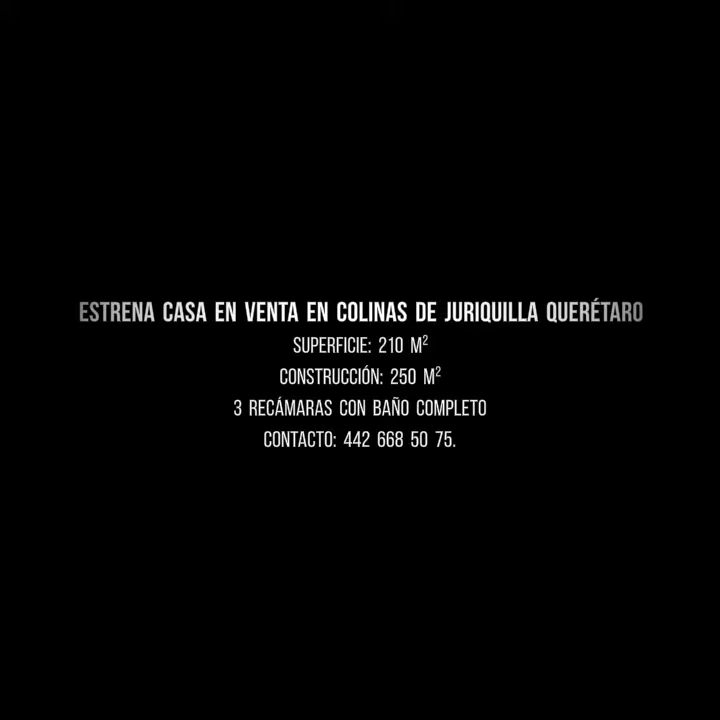 ESTRENA CASA EN VENTA EN COLINAS DE JURIQUILLA QUERÉTARO
SUPERFICIE: 210 M²
CONSTRUCCIÓN: 250 M²
3 RECÁMARAS CON BAÑO COMPLETO
CONTACTO: 442 668 50 75.